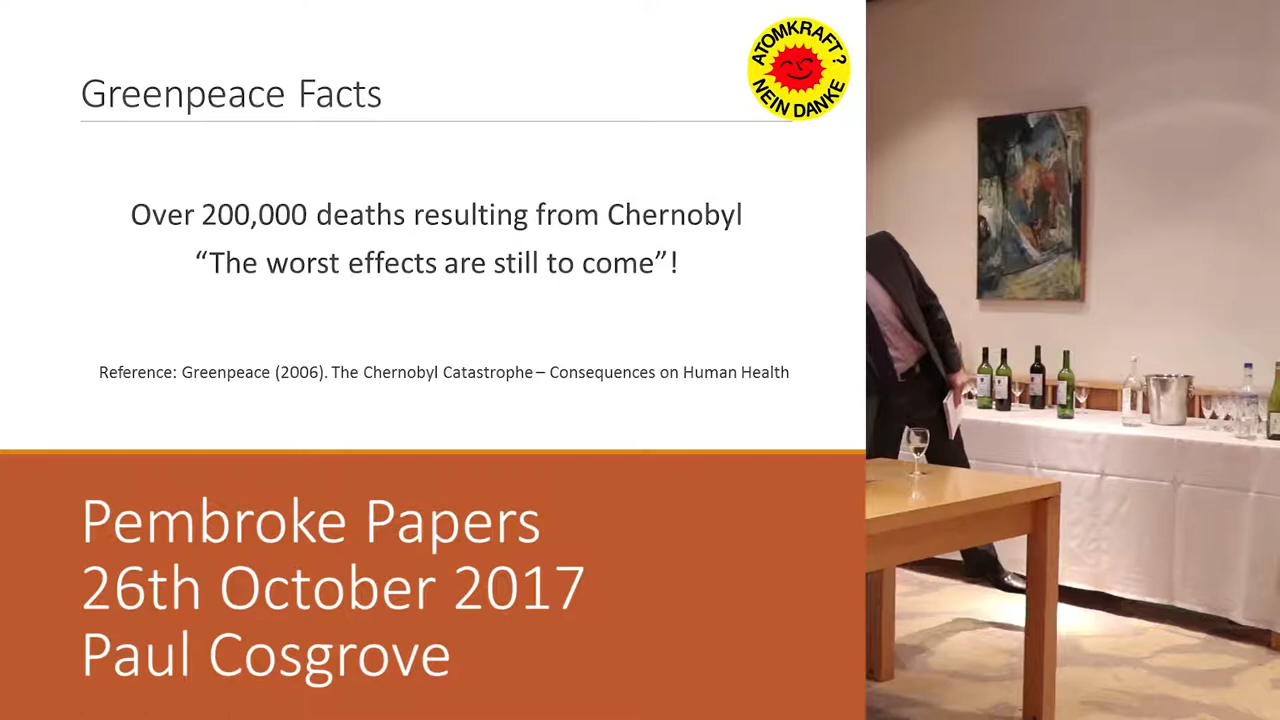 Greenpeace Facts
ATOMKRAFT?
NEIN DANKE
Over 200,000 deaths resulting from Chernobyl
“The worst effects are still to come”!
Reference: Greenpeace (2006). The Chernobyl Catastrophe – Consequences on Human Health
Pembroke Papers
26th October 2017
Paul Cosgrove